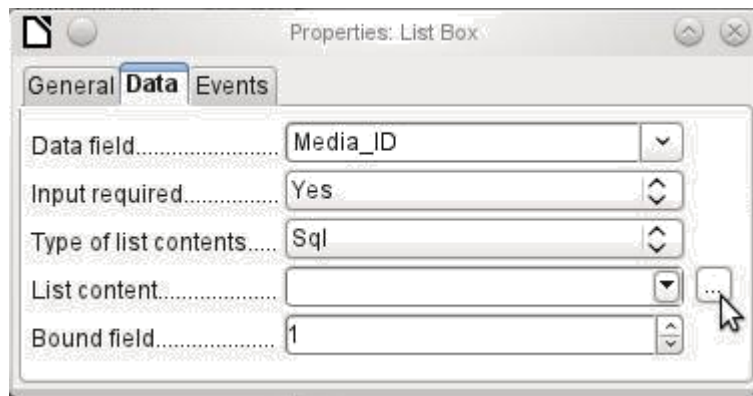 Properties: List Box
General Data Events
Data field........................ Media_ID
Input required................ Yes
Type of list contents..... Sql
List content.................... ...
Bound field.................... 1